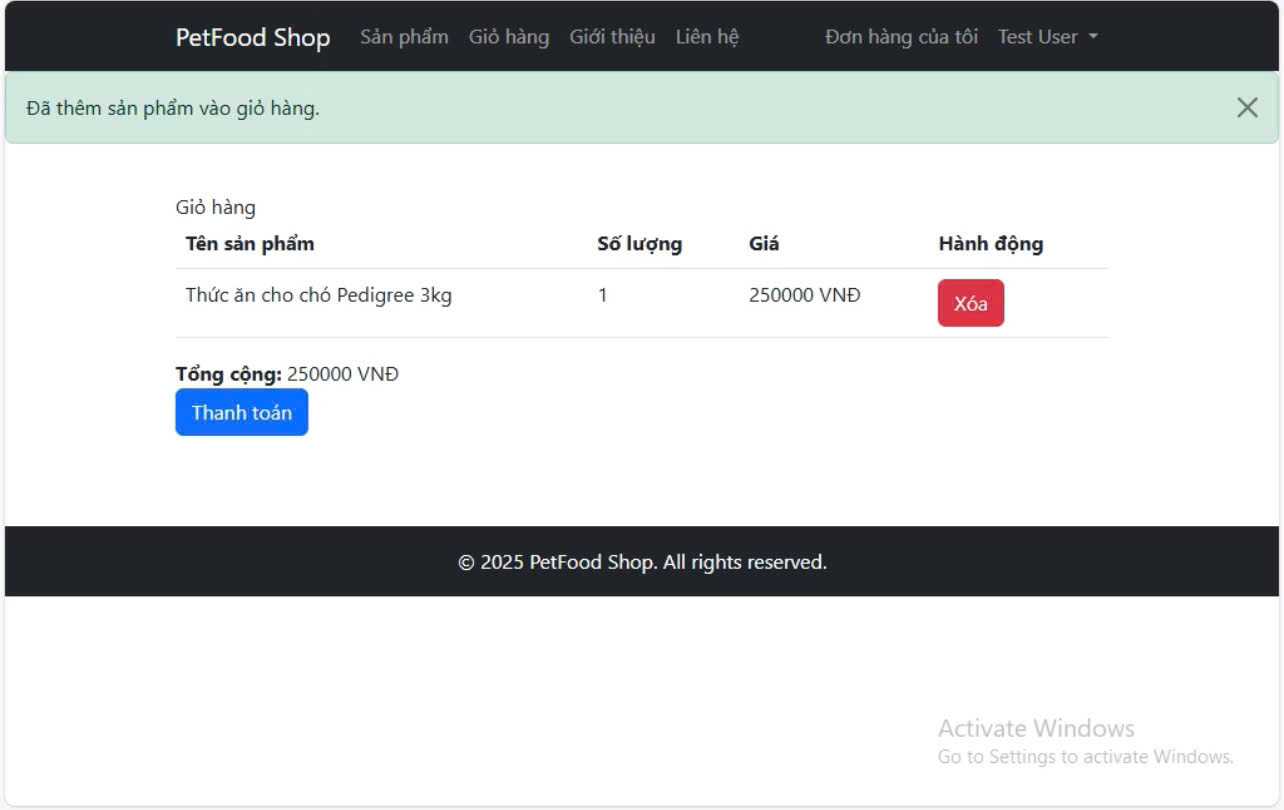 PetFood Shop Sản phẩm Giỏ hàng Giới thiệu Liên hệ Đơn hàng của tôi Test User
Đã thêm sản phẩm vào giỏ hàng.
Giỏ hàng
Tên sản phẩm Số lượng Giá Hành động
Thức ăn cho chó Pedigree 3kg 1 250000 VNĐ Xóa
Tổng cộng: 250000 VNĐ
Thanh toán
© 2025 PetFood Shop. All rights reserved.
Activate Windows
Go to Settings to activate Windows.